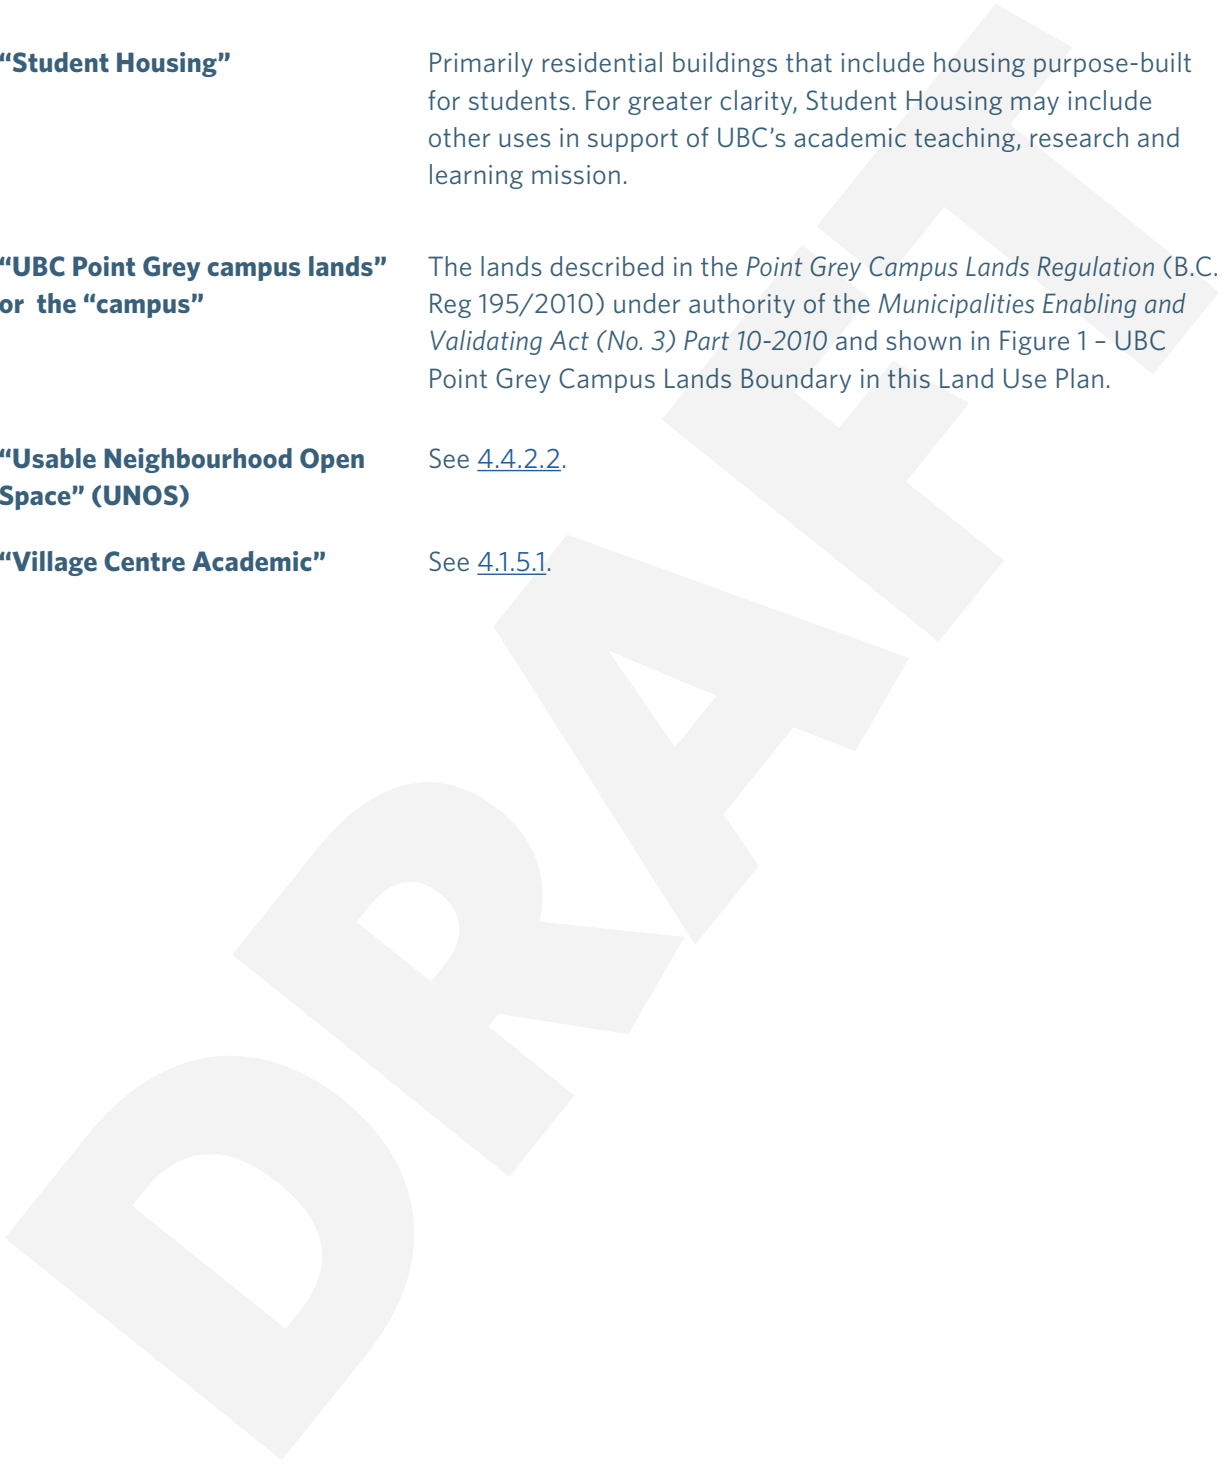 “Student Housing”
Primarily residential buildings that include housing purpose-built
for students. For greater clarity, Student Housing may include
other uses in support of UBC’s academic teaching, research and
learning mission.
“UBC Point Grey campus lands”
or the “campus”
The lands described in the Point Grey Campus Lands Regulation (B.C.
Reg 195/2010) under authority of the Municipalities Enabling and
Validating Act (No. 3) Part 10-2010 and shown in Figure 1 – UBC
Point Grey Campus Lands Boundary in this Land Use Plan.
“Usable Neighbourhood Open
Space” (UNOS)
See 4.4.2.2.
“Village Centre Academic”
See 4.1.5.1.
DRAFT